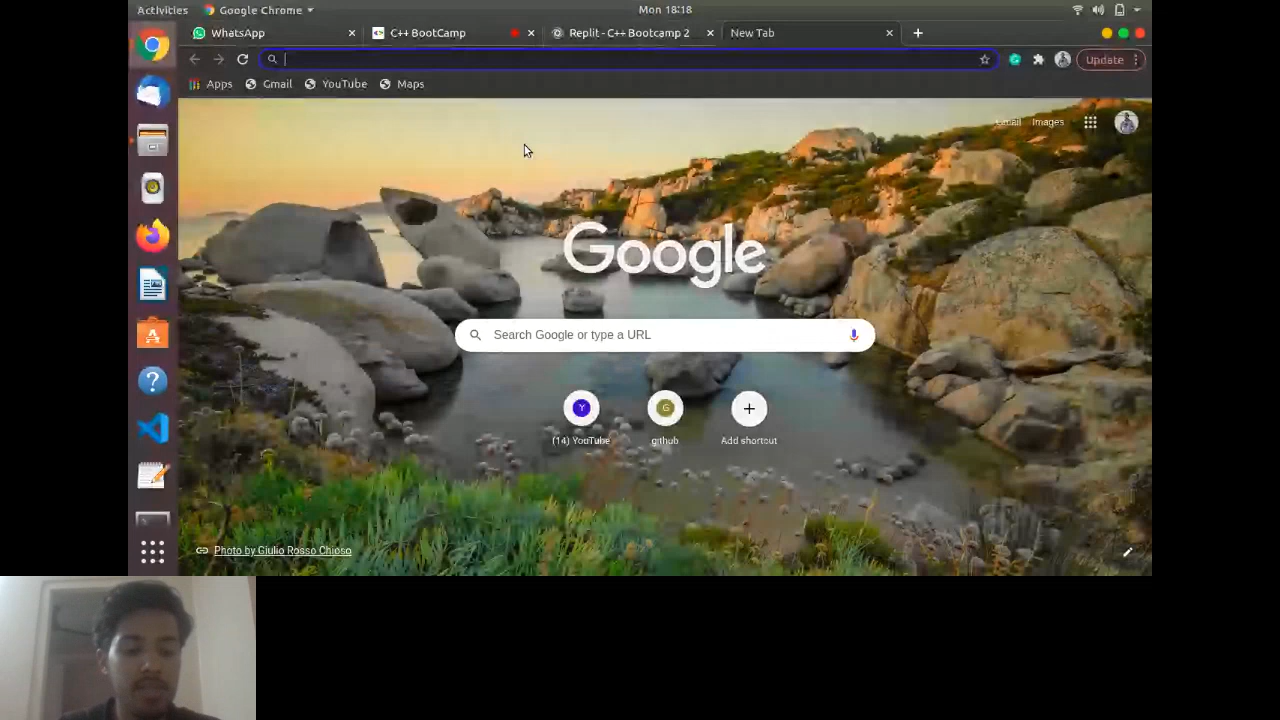 Activities
Google Chrome
Mon 18:18
WhatsApp
C++ BootCamp
Replit - C++ Bootcamp 2
New Tab
Update
Apps
Gmail
YouTube
Maps
Gmail
Images
Google
Search Google or type a URL
Y
G
(14) YouTube
github
Add shortcut
Photo by Giulio Rosso Chioso